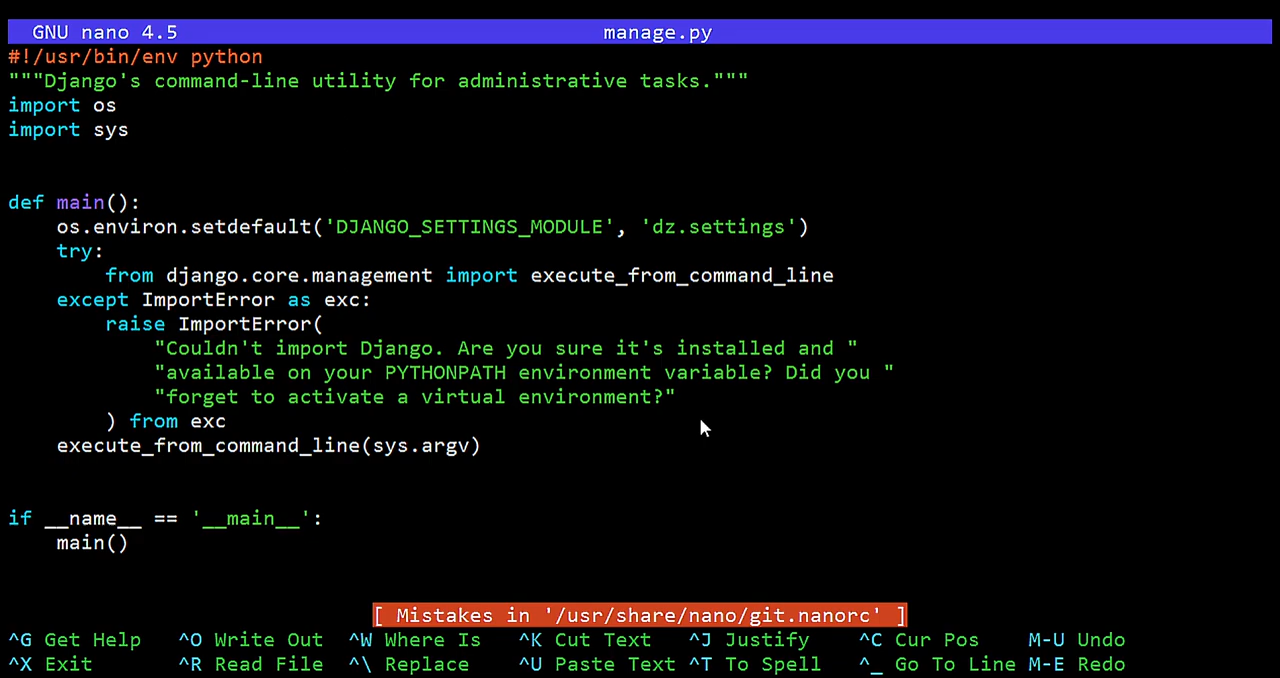 GNU nano 4.5 manage.py
#!/usr/bin/env python
"""Django's command-line utility for administrative tasks."""
import os
import sys
def main():
    os.environ.setdefault('DJANGO_SETTINGS_MODULE', 'dz.settings')
    try:
        from django.core.management import execute_from_command_line
    except ImportError as exc:
        raise ImportError(
            "Couldn't import Django. Are you sure it's installed and "
            "available on your PYTHONPATH environment variable? Did you "
            "forget to activate a virtual environment?"
        ) from exc
    execute_from_command_line(sys.argv)
if __name__ == '__main__':
    main()
[ Mistakes in '/usr/share/nano/git.nanorc' ]
^G Get Help ^O Write Out ^W Where Is ^K Cut Text ^J Justify ^C Cur Pos M-U Undo
^X Exit ^R Read File ^\ Replace ^U Paste Text ^T To Spell ^_ Go To Line M-E Redo